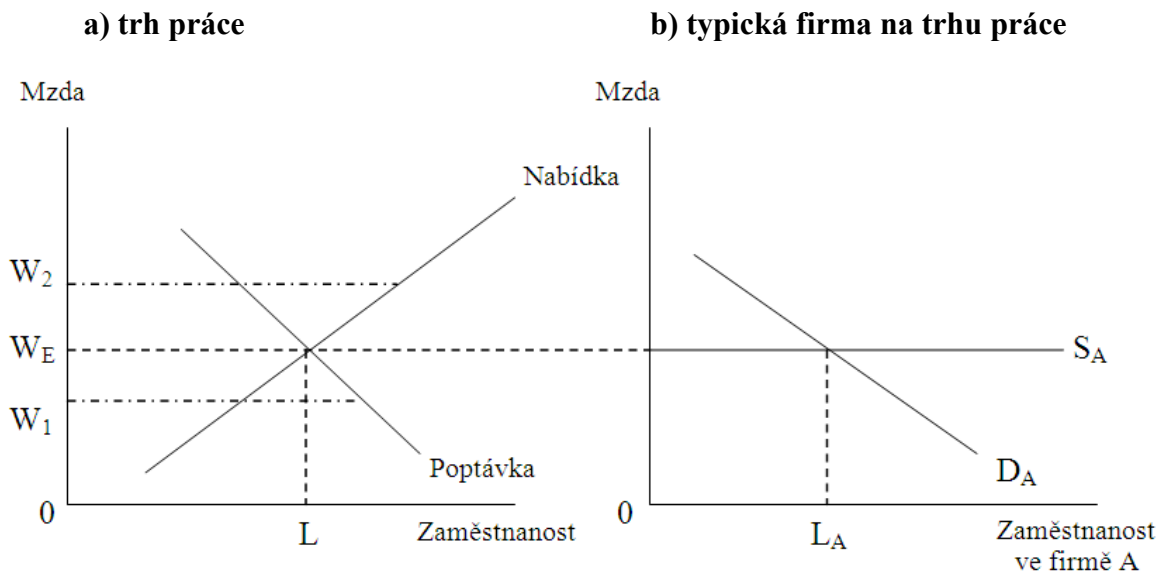 a) trh práce
b) typická firma na trhu práce
Mzda
Nabídka
W2
WE
W1
Poptávka
0
L
Zaměstnanost
Mzda
SA
DA
0
LA
Zaměstnanost
ve firmě A